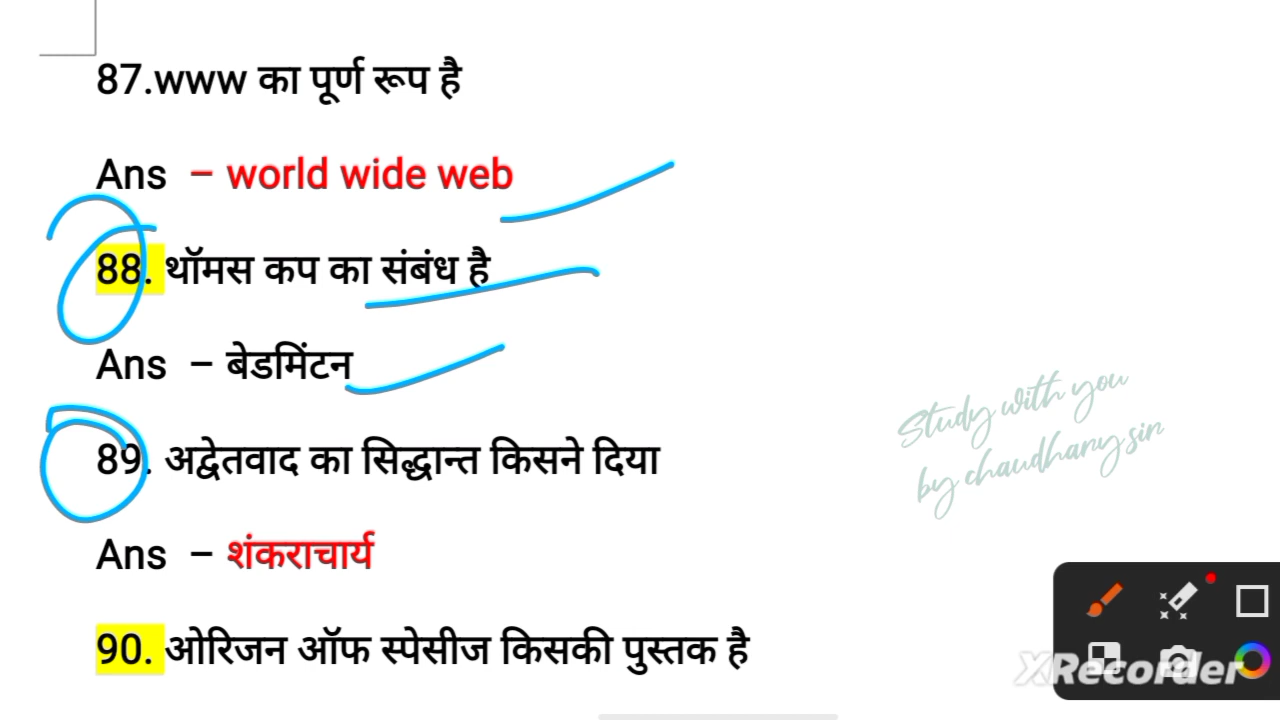 87.www का पूर्ण रूप है
Ans – world wide web
88. थॉमस कप का संबंध है
Ans – बेडमिंटन
89. अद्वेतवाद का सिद्धान्त किसने दिया
Ans – शंकराचार्य
90. ओरिजन ऑफ स्पेसीज किसकी पुस्तक है
Study with you
by chaudhary sir
XRecorder